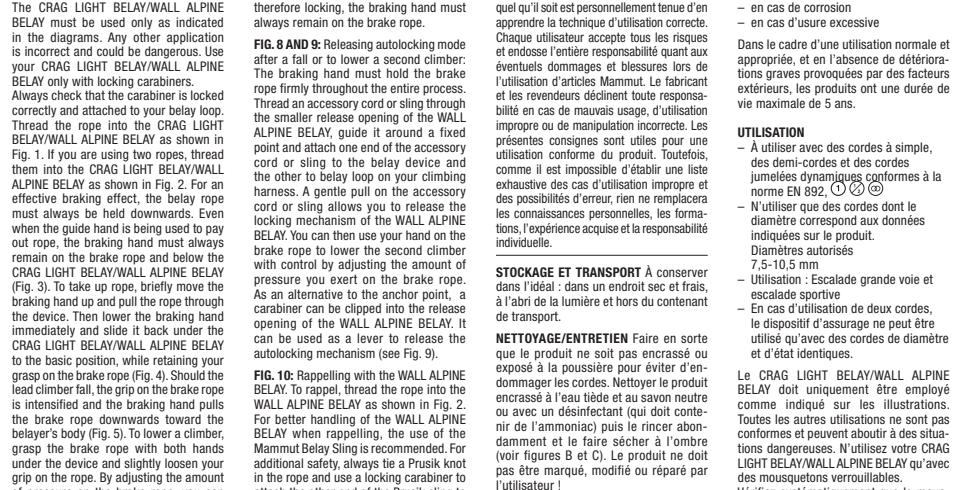 The CRAG LIGHT BELAY/WALL ALPINE
BELAY must be used only as indicated
in the diagrams. Any other application
is incorrect and could be dangerous. Use
your CRAG LIGHT BELAY/WALL ALPINE
BELAY only with locking carabiners.
Always check that the carabiner is locked
correctly and attached to your belay loop.
Thread the rope into the CRAG LIGHT
BELAY/WALL ALPINE BELAY as shown in
Fig. 1. If you are using two ropes, thread
them into the CRAG LIGHT BELAY/WALL
ALPINE BELAY as shown in Fig. 2. For an
effective braking effect, the belay rope
must always be held downwards. Even
when the guide hand is being used to pay
out rope, the braking hand must always
remain on the brake rope and below the
CRAG LIGHT BELAY/WALL ALPINE BELAY
(Fig. 3). To take up rope, briefly move the
braking hand up and pull the rope through
the device. Then lower the braking hand
immediately and slide it back under the
CRAG LIGHT BELAY/WALL ALPINE BELAY
to the basic position, while retaining your
grasp on the brake rope (Fig. 4). Should the
lead climber fall, the grip on the brake rope
is intensified and the braking hand pulls
the brake rope downwards toward the
belayer's body (Fig. 5). To lower a climber,
grasp the brake rope with both hands
under the device and slightly loosen your
grip on the rope. By adjusting the amount
of pressure on the brake rope, you can
therefore locking, the braking hand must
always remain on the brake rope.
FIG. 8 AND 9: Releasing autolocking mode
after a fall or to lower a second climber:
The braking hand must hold the brake
rope firmly throughout the entire process.
Thread an accessory cord or sling through
the smaller release opening of the WALL
ALPINE BELAY, guide it around a fixed
point and attach one end of the accessory
cord or sling to the belay device and
the other to belay loop on your climbing
harness. A gentle pull on the accessory
cord or sling allows you to release the
locking mechanism of the WALL ALPINE
BELAY. You can then use your hand on the
brake rope to lower the second climber
with control by adjusting the amount of
pressure you exert on the brake rope.
As an alternative to the anchor point, a
carabiner can be clipped into the release
opening of the WALL ALPINE BELAY. It
can be used as a lever to release the
autolocking mechanism (see Fig. 9).
FIG. 10: Rappelling with the WALL ALPINE
BELAY. To rappel, thread the rope into the
WALL ALPINE BELAY as shown in Fig. 2.
For better handling of the WALL ALPINE
BELAY when rappelling, the use of the
Mammut Belay Sling is recommended. For
additional safety, always tie a Prusik knot
in the rope and use a locking carabiner to
attach the other end of the Prusik sling to
quel qu'il soit est personnellement tenue d'en
apprendre la technique d'utilisation correcte.
Chaque utilisateur accepte tous les risques
et endosse l'entière responsabilité quant aux
éventuels dommages et blessures lors de
l'utilisation d'articles Mammut. Le fabricant
et les revendeurs déclinent toute responsa-
bilité en cas de mauvais usage, d'utilisation
impropre ou de manipulation incorrecte. Les
présentes consignes sont utiles pour une
utilisation conforme du produit. Toutefois,
comme il est impossible d'établir une liste
exhaustive des cas d'utilisation impropre et
des possibilités d'erreur, rien ne remplacera
les connaissances personnelles, les forma-
tions, l'expérience acquise et la responsabilité
individuelle.
STOCKAGE ET TRANSPORT À conserver
dans l'idéal : dans un endroit sec et frais,
à l'abri de la lumière et hors du contenant
de transport.
NETTOYAGE/ENTRETIEN Faire en sorte
que le produit ne soit pas encrassé ou
exposé à la poussière pour éviter d'en-
dommager les cordes. Nettoyer le produit
encrassé à l'eau tiède et au savon neutre
ou avec un désinfectant (qui doit conte-
nir de l'ammoniac) puis le rincer abon-
damment et le faire sécher à l'ombre
(voir figures B et C). Le produit ne doit
pas être marqué, modifié ou réparé par
l'utilisateur !
– en cas de corrosion
– en cas d'usure excessive
Dans le cadre d'une utilisation normale et
appropriée, et en l'absence de détériora-
tions graves provoquées par des facteurs
extérieurs, les produits ont une durée de
vie maximale de 5 ans.
UTILISATION
– À utiliser avec des cordes à simple,
des demi-cordes et des cordes
jumelées dynamiques conformes à la
norme EN 892, ① ½ ∞
– N'utiliser que des cordes dont le
diamètre correspond aux données
indiquées sur le produit.
Diamètres autorisés
7,5-10,5 mm
– Utilisation : Escalade grande voie et
escalade sportive
– En cas d'utilisation de deux cordes,
le dispositif d'assurage ne peut être
utilisé qu'avec des cordes de diamètre
et d'état identiques.
Le CRAG LIGHT BELAY/WALL ALPINE
BELAY doit uniquement être employé
comme indiqué sur les illustrations.
Toutes les autres utilisations ne sont pas
conformes et peuvent aboutir à des situa-
tions dangereuses. N'utilisez votre CRAG
LIGHT BELAY/WALL ALPINE BELAY qu'avec
des mousquetons verrouillables.